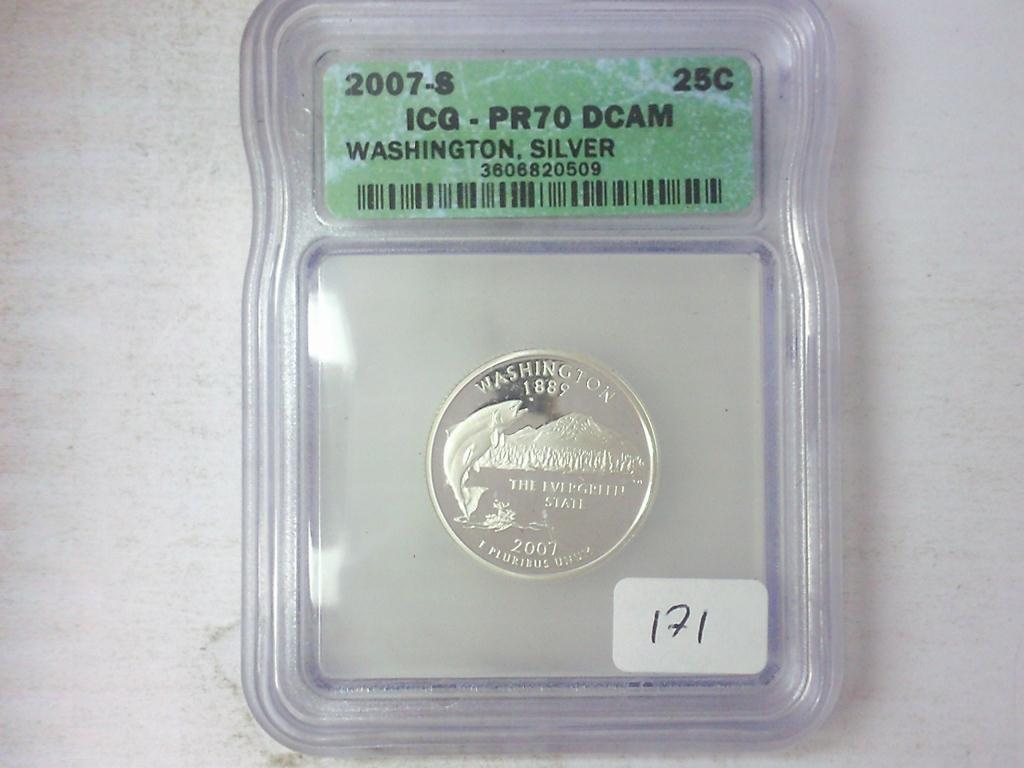 2007-S 25C
ICG - PR70 DCAM
WASHINGTON, SILVER
3606820509
WASHINGTON
1889
THE EVERGREEN
STATE
2007
E PLURIBUS UNUM
171